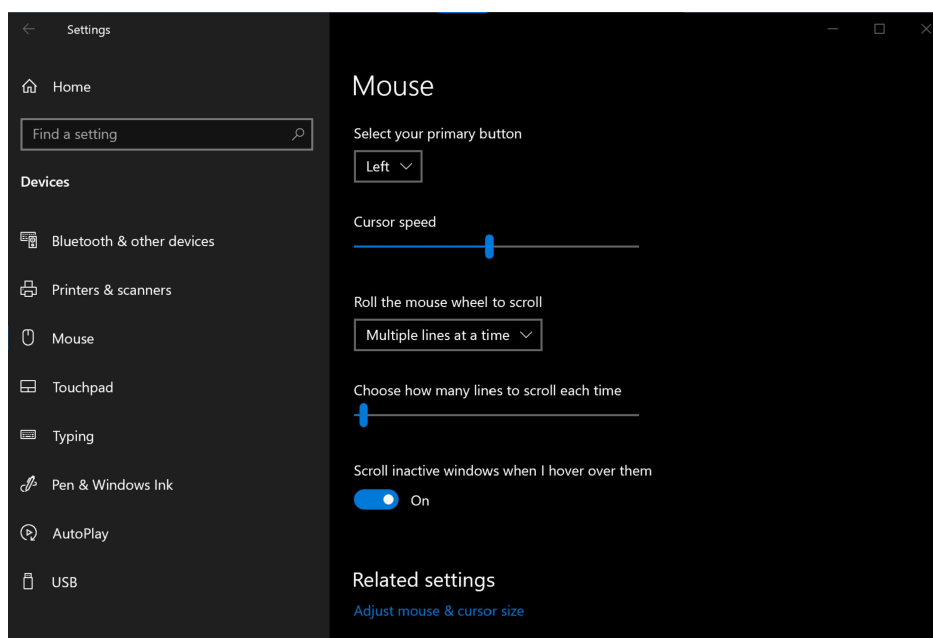 Settings
Home
Find a setting
Devices
Bluetooth & other devices
Printers & scanners
Mouse
Touchpad
Typing
Pen & Windows Ink
AutoPlay
USB
Mouse
Select your primary button
Left
Cursor speed
Roll the mouse wheel to scroll
Multiple lines at a time
Choose how many lines to scroll each time
Scroll inactive windows when I hover over them
On
Related settings
Adjust mouse & cursor size